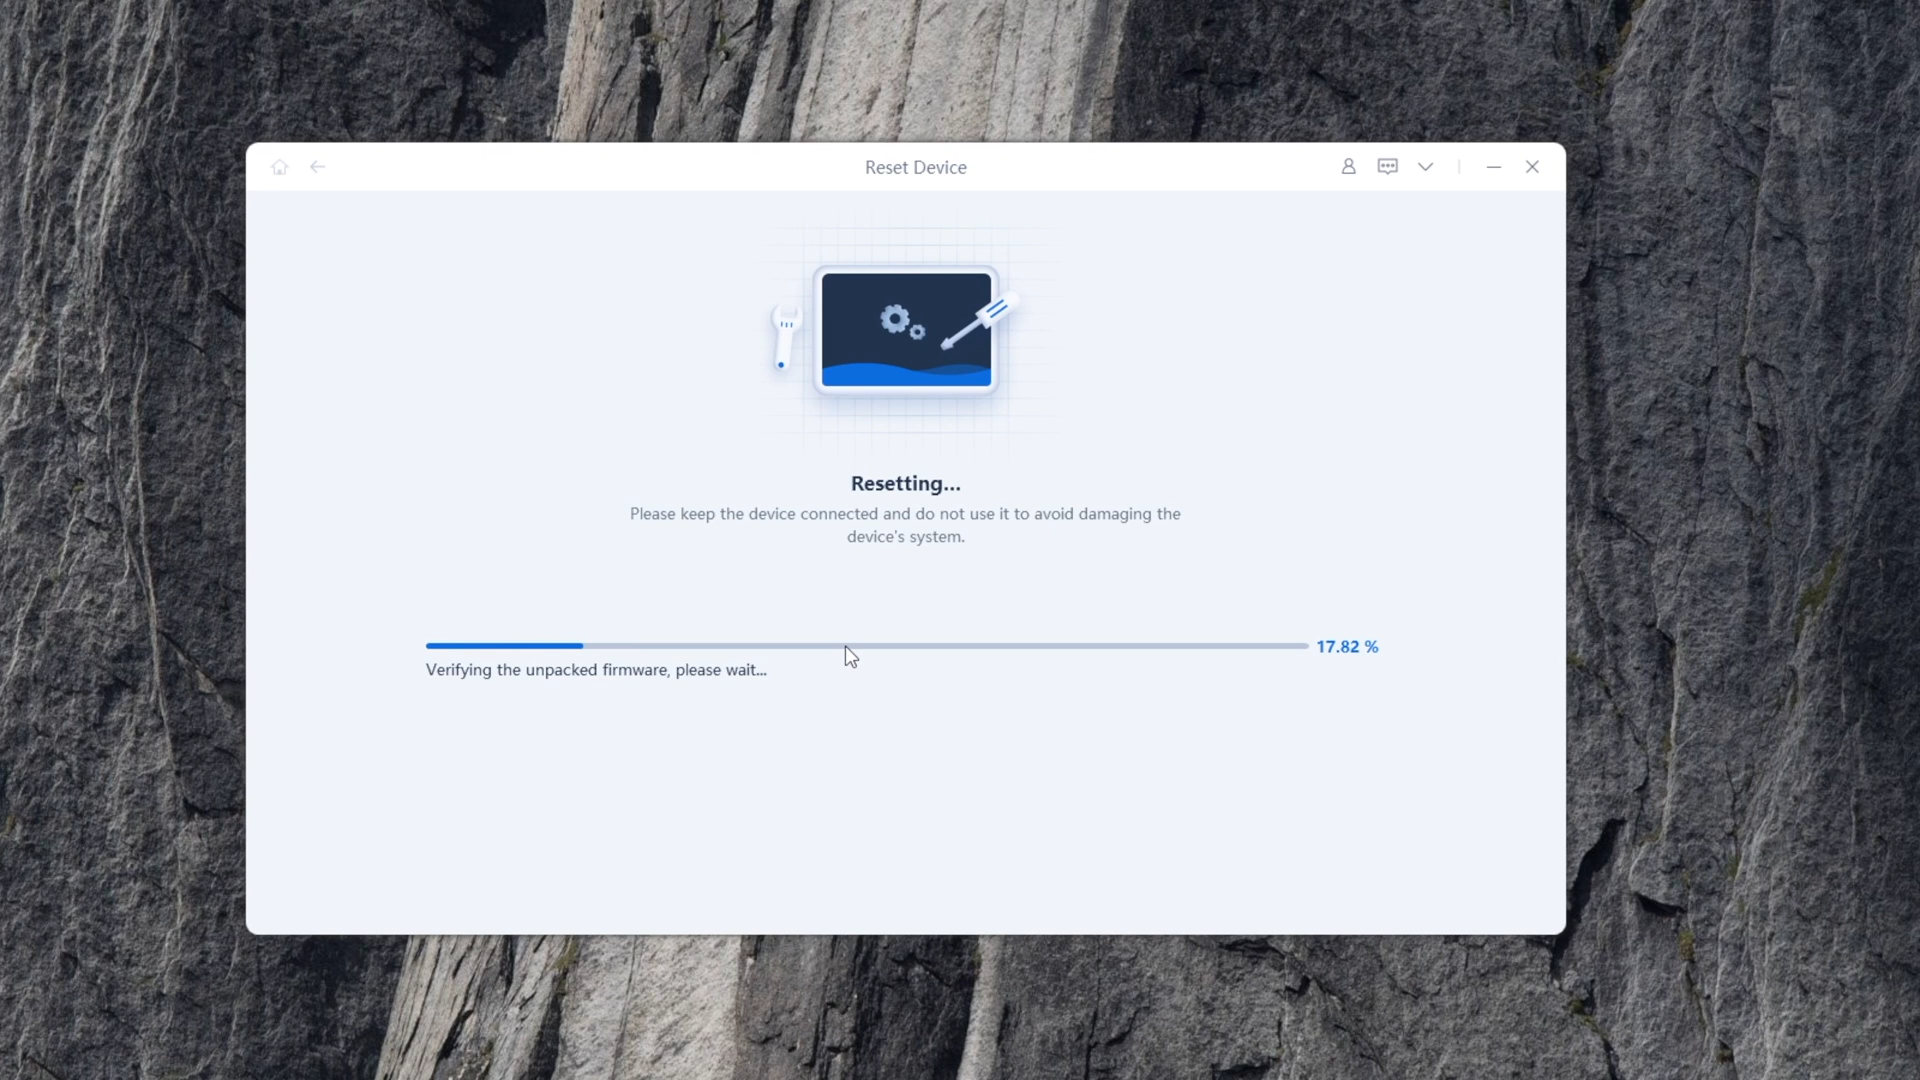 Reset Device
Resetting...
Please keep the device connected and do not use it to avoid damaging the
device's system.
17.82 %
Verifying the unpacked firmware, please wait...